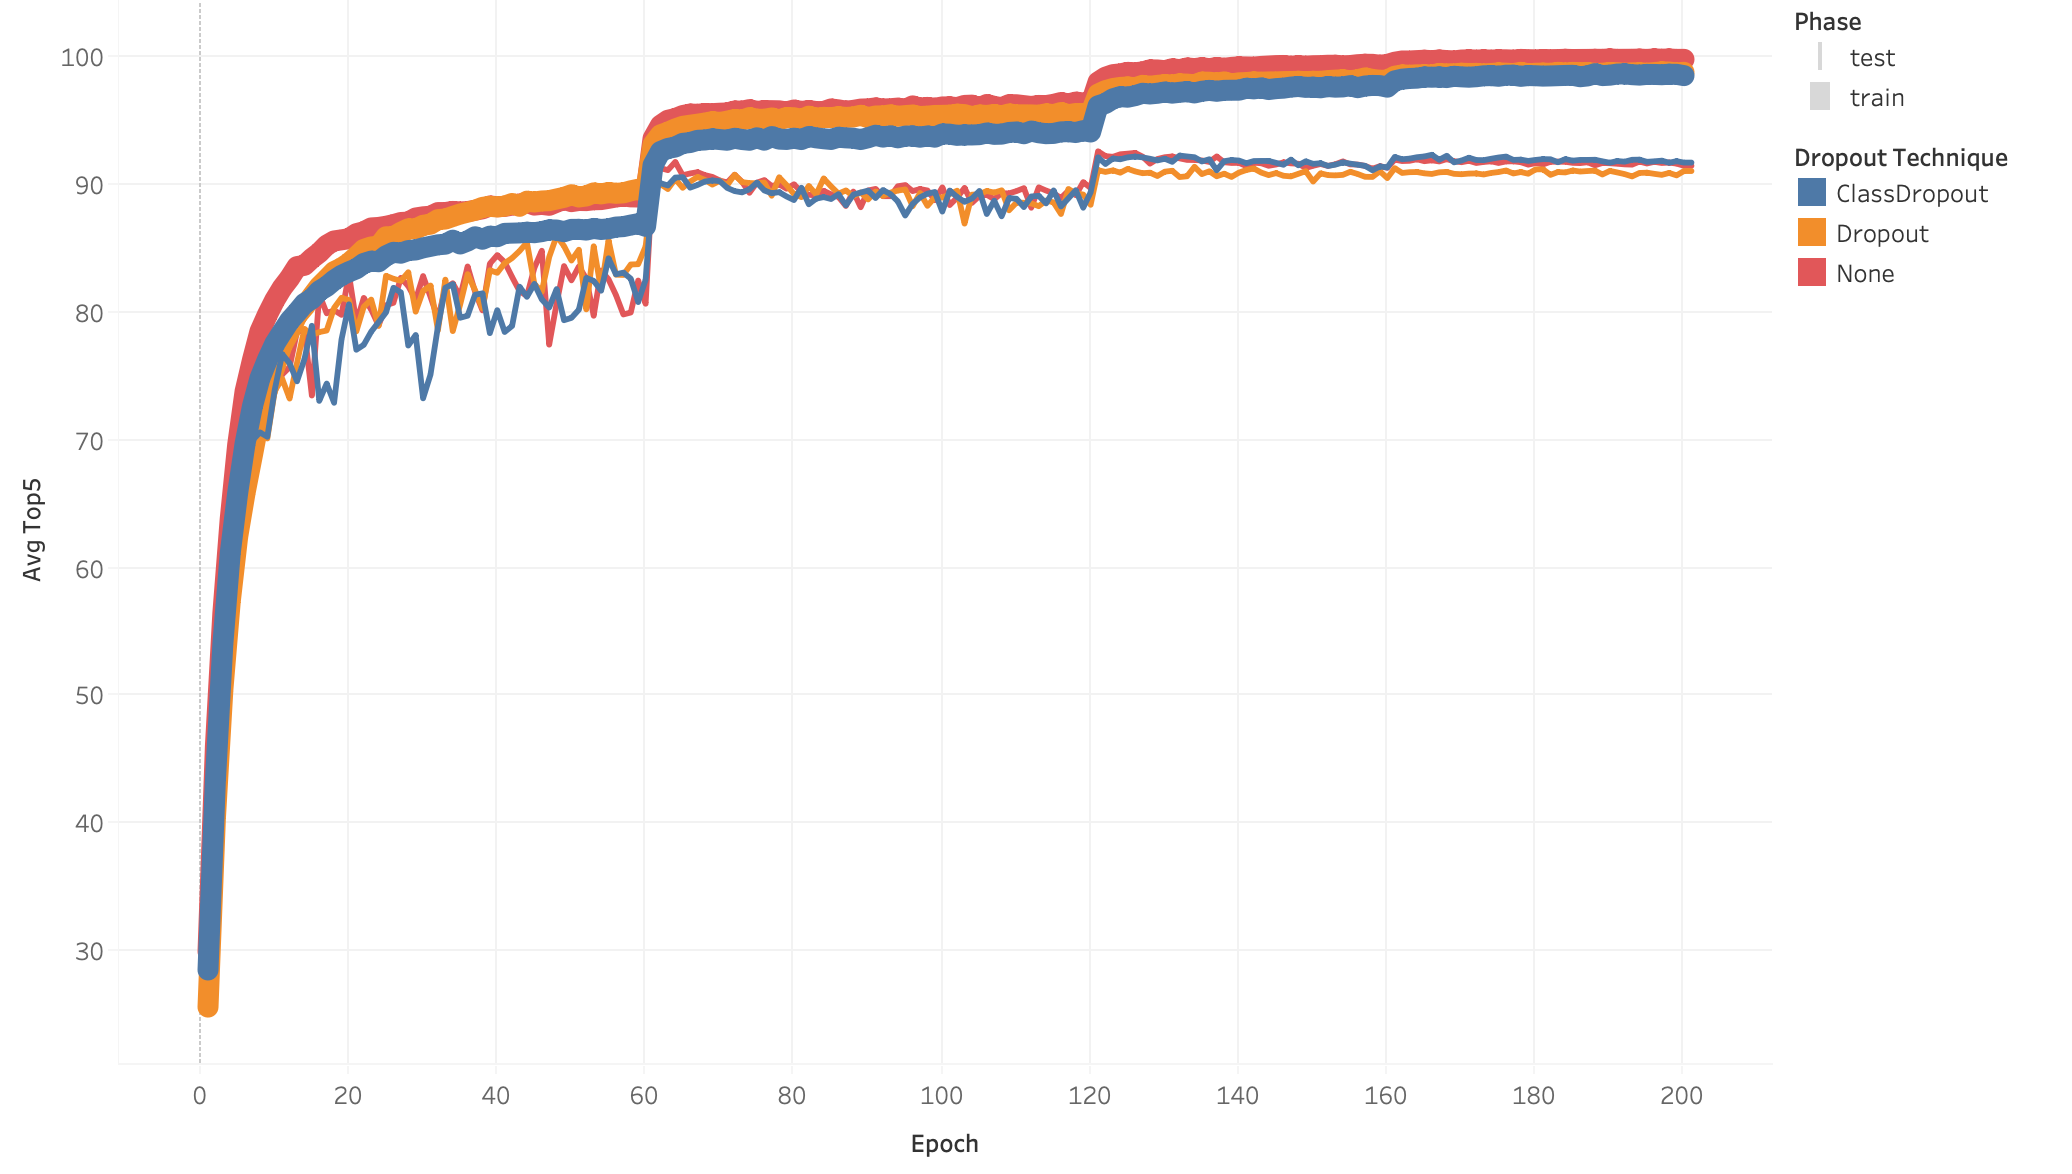 100
90
80
70
60
50
40
30
Avg Top5
0 20 40 60 80 100 120 140 160 180 200
Epoch
Phase
test
train
Dropout Technique
ClassDropout
Dropout
None